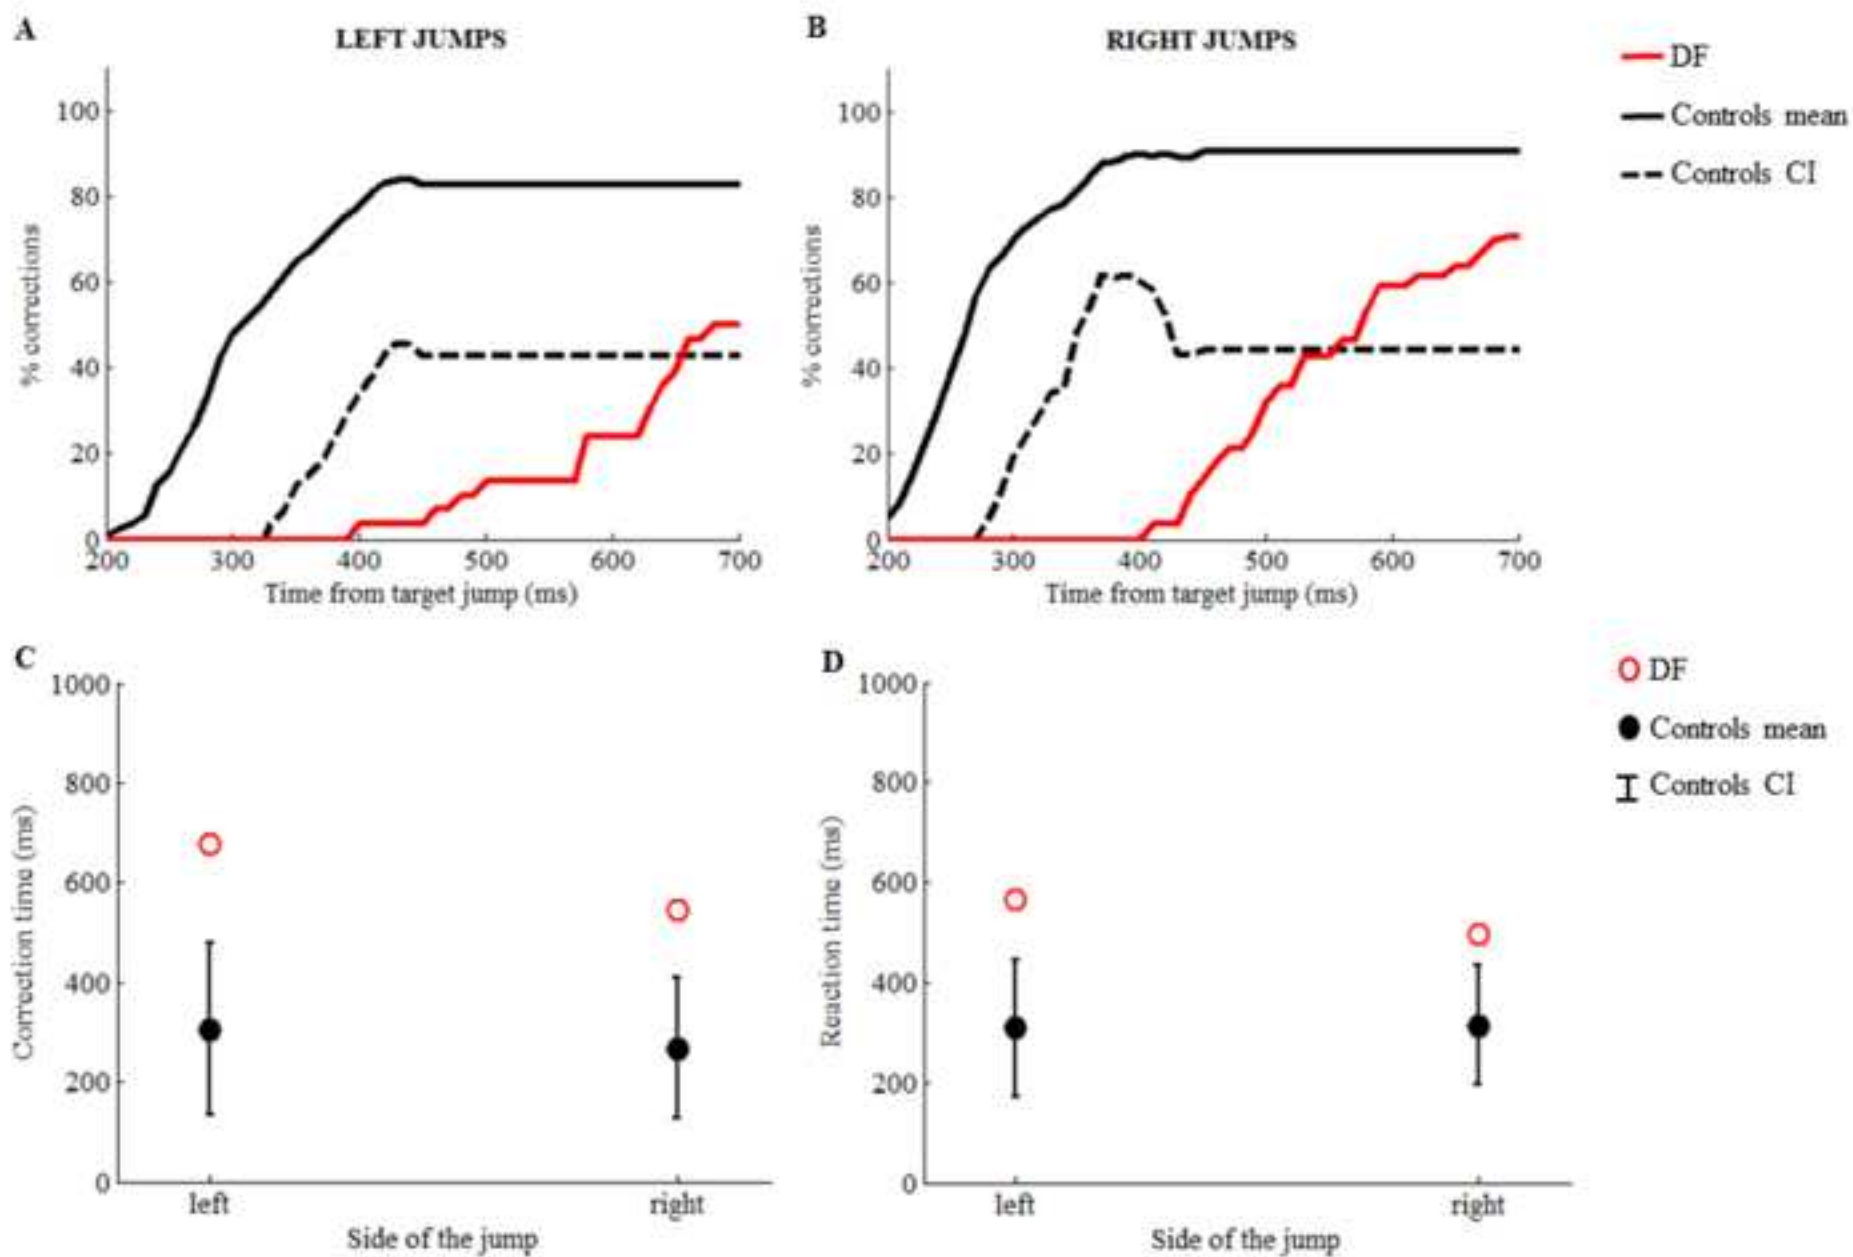 A
LEFT JUMPS
B
RIGHT JUMPS
DF
Controls mean
Controls CI
% corrections
100
80
60
40
20
0
200 300 400 500 600 700
Time from target jump (ms)
% corrections
100
80
60
40
20
0
200 300 400 500 600 700
Time from target jump (ms)
C
Correction time (ms)
1000
800
600
400
200
0
left right
Side of the jump
D
Reaction time (ms)
1000
800
600
400
200
0
left right
Side of the jump
DF
Controls mean
Controls CI